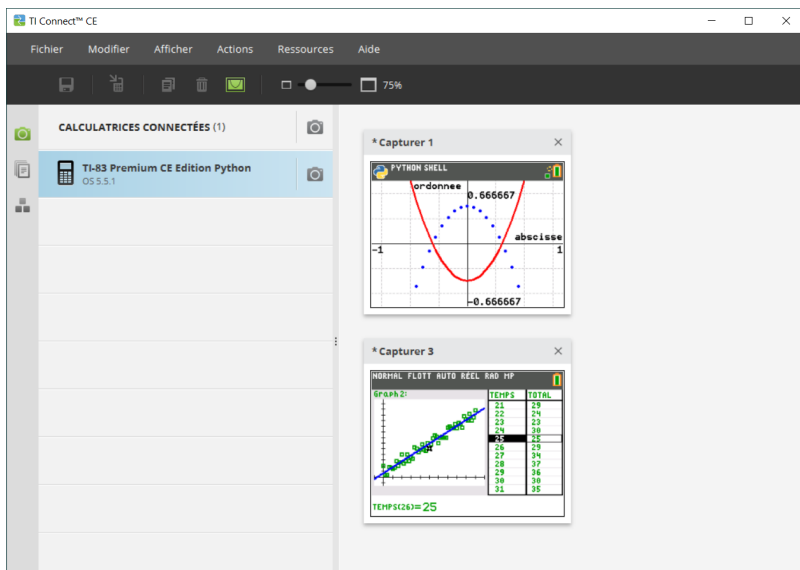 TI Connect™ CE
Fichier Modifier Afficher Actions Ressources Aide
75%
CALCULATRICES CONNECTÉES (1)
TI-83 Premium CE Edition Python
OS 5.5.1
*Capturer 1
PYTHON SHELL
ordonnee
0.666667
abscisse
-1 1
-0.666667
*Capturer 3
NORMAL FLOTT AUTO RÉEL RAD MP
Graph2: TEMPS TOTAL
21 29
22 24
23 23
24 30
25 25
26 29
27 34
28 37
29 36
30 30
31 35
TEMPS(26)=25